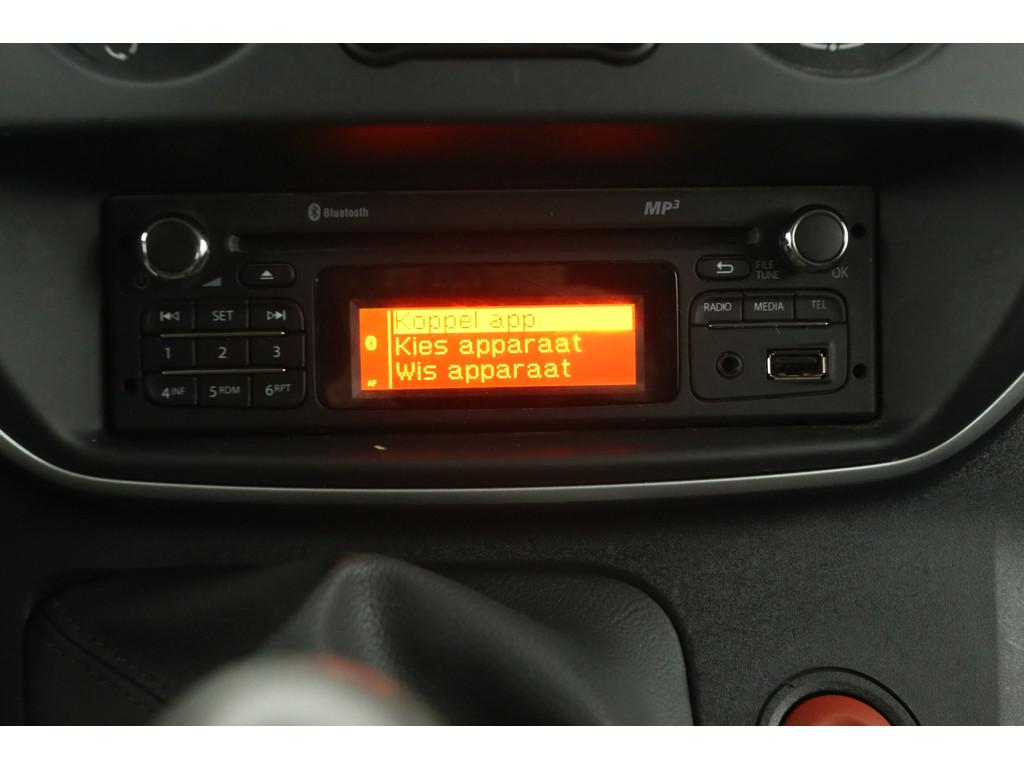 Bluetooth
MP3
FILE
TUNE
OK
SET
RADIO MEDIA TEL
Koppel app
Kies apparaat
Wis apparaat
AF
1 2 3
4INF 5RDM 6RPT